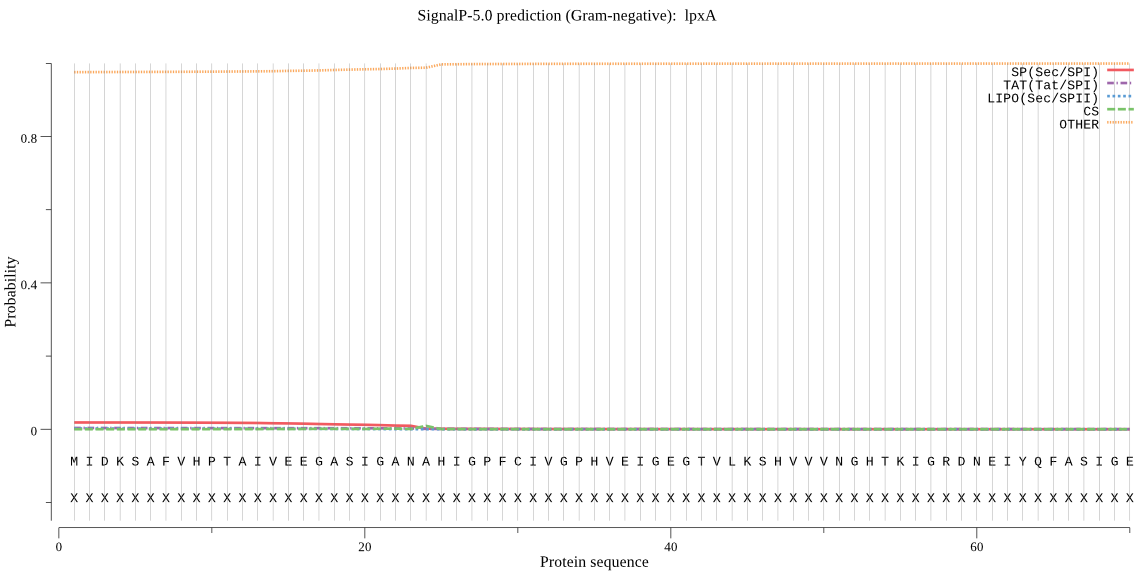 SignalP-5.0 prediction (Gram-negative): lpxA
SP(Sec/SPI)
TAT(Tat/SPI)
LIPO(Sec/SPII)
CS
OTHER
0.8
0.4
0
Probability
M I D K S A F V H P T A I V E E G A S I G A N A H I G P F C I V G P H V E I G E G T V L K S H V V V N G H T K I G R D N E I Y Q F A S I G E
X X X X X X X X X X X X X X X X X X X X X X X X X X X X X X X X X X X X X X X X X X X X X X X X X X X X X X X X X X X X X X X X X X X X X X
0 20 40 60
Protein sequence